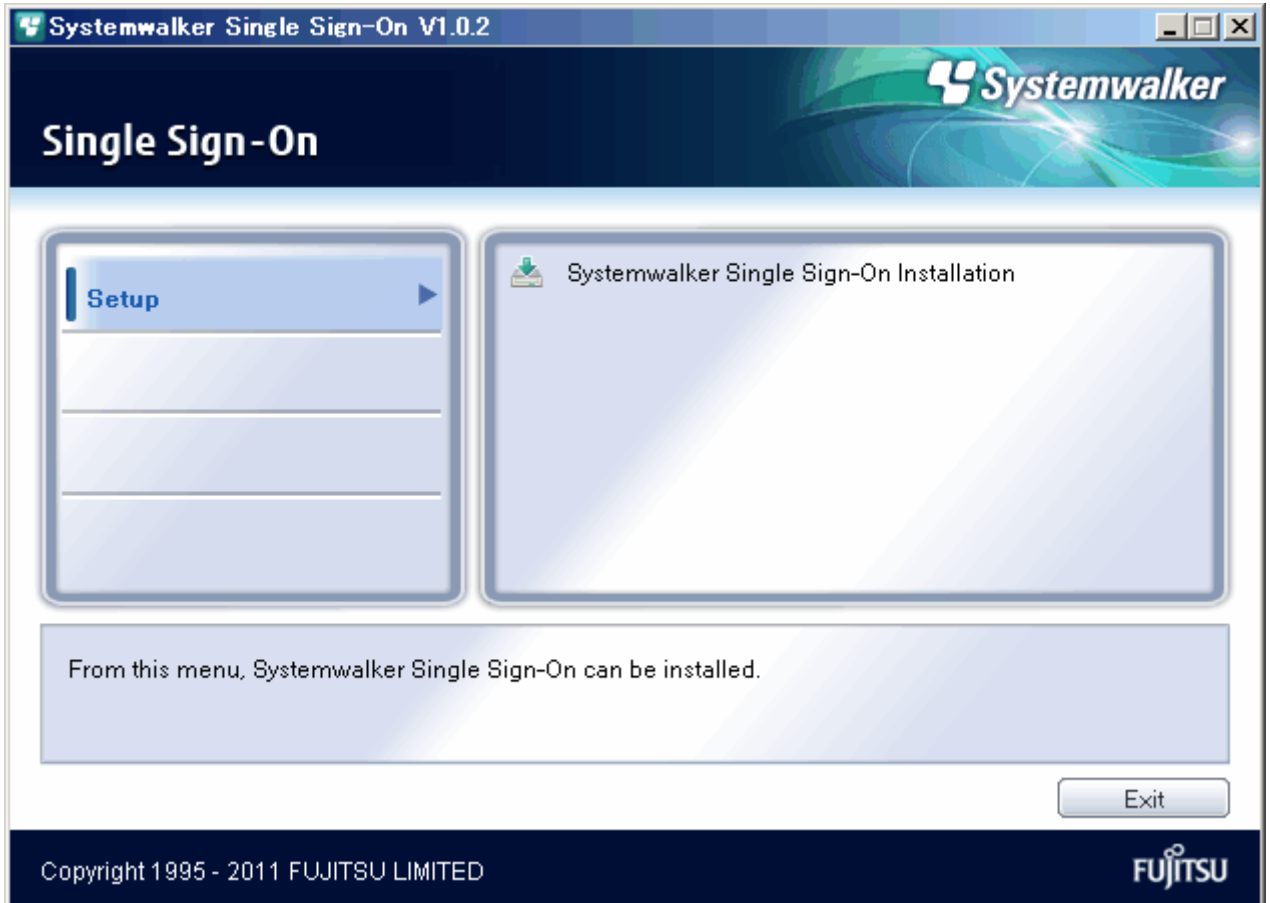 Systemwalker Single Sign-On V1.0.2
Systemwalker
Single Sign-On
Setup
Systemwalker Single Sign-On Installation
From this menu, Systemwalker Single Sign-On can be installed.
Exit
Copyright 1995 - 2011 FUJITSU LIMITED
FUJITSU